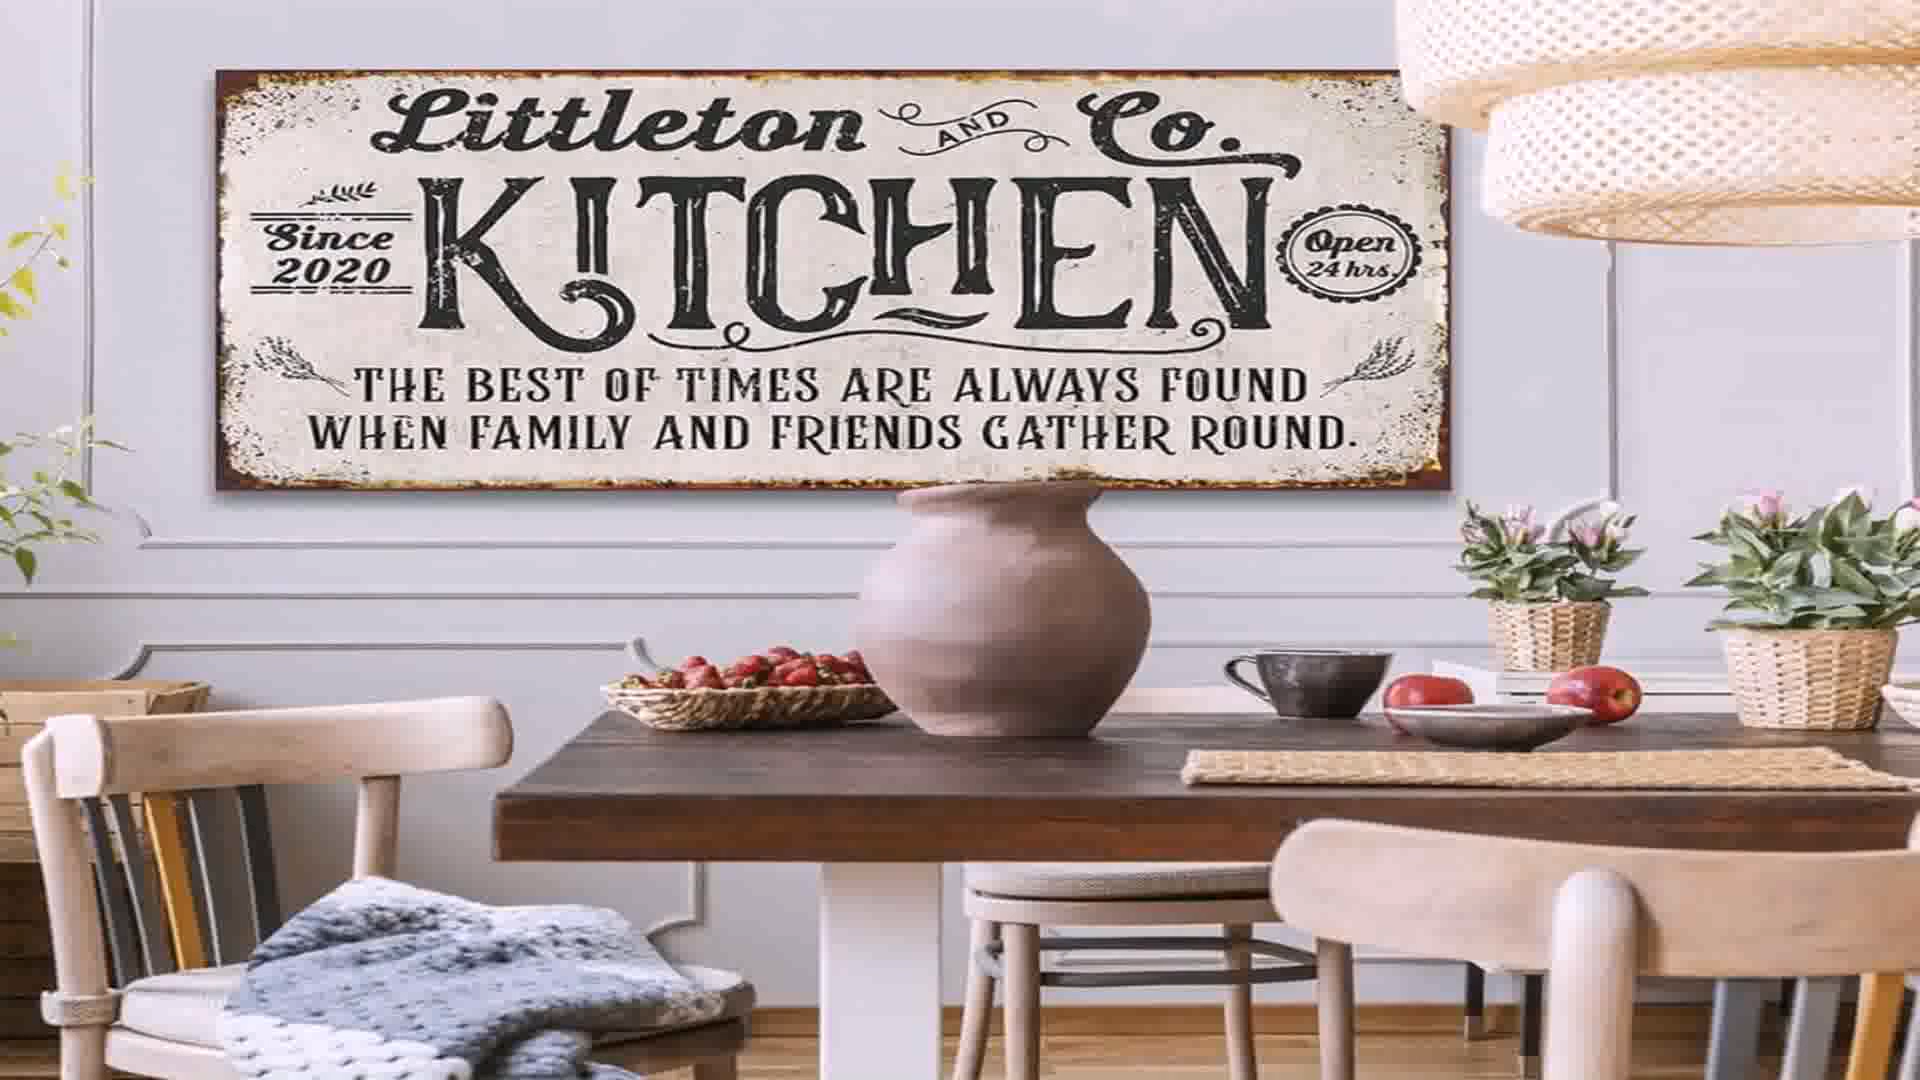 Littleton AND Co.
KITCHEN
Since
2020
Open
24 hrs.
THE BEST OF TIMES ARE ALWAYS FOUND
WHEN FAMILY AND FRIENDS GATHER ROUND.